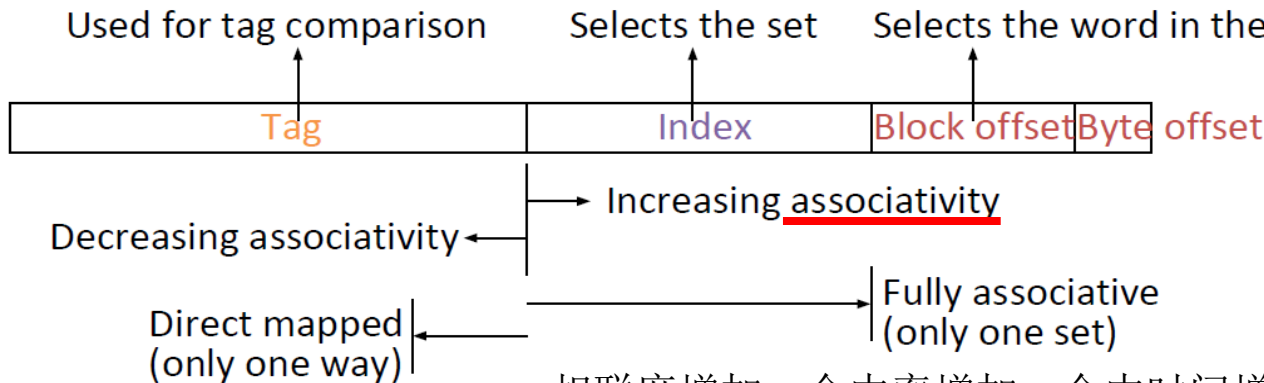 Used for tag comparison Selects the set Selects the word in the
Tag Index Block offset Byte offset
Increasing associativity
Decreasing associativity
Fully associative
(only one set)
Direct mapped
(only one way)